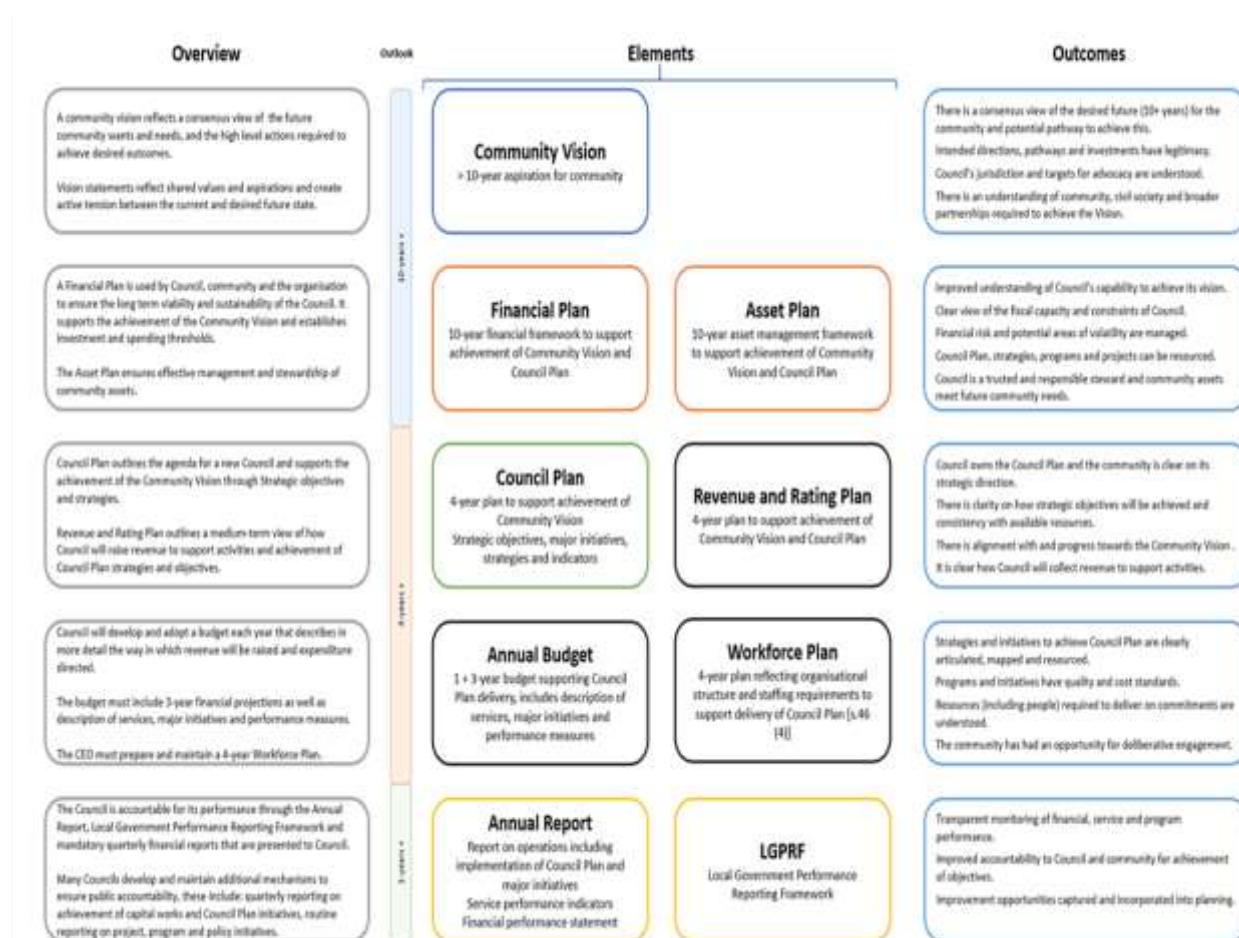 Overview
Outlook
Elements
Outcomes
A community vision reflects a consensus view of the future
community wants and needs, and the high level actions required to
achieve desired outcomes.
Vision statements reflect shared values and aspirations and create
active tension between the current and desired future state.
10-years +
Community Vision
> 10-year aspiration for community
There is a consensus view of the desired future (10+ years) for the
community and potential pathway to achieve this.
Intended directions, pathways and investments have legitimacy.
Council's jurisdiction and targets for advocacy are understood.
There is an understanding of community, civil society and broader
partnerships required to achieve the Vision.
A Financial Plan is used by Council, community and the organisation
to ensure the long term viability and sustainability of the Council. It
supports the achievement of the Community Vision and establishes
investment and spending thresholds.
The Asset Plan ensures effective management and stewardship of
community assets.
Financial Plan
10-year financial framework to support
achievement of Community Vision and
Council Plan
Asset Plan
10-year asset management framework
to support achievement of Community
Vision and Council Plan
Improved understanding of Council's capability to achieve its vision.
Clear view of the fiscal capacity and constraints of Council.
Financial risk and potential areas of volatility are managed.
Council Plan, strategies, programs and projects can be resourced.
Council is a trusted and responsible steward and community assets
meet future community needs.
Council Plan outlines the agenda for a new Council and supports the
achievement of the Community Vision through Strategic objectives
and strategies.
Revenue and Rating Plan outlines a medium-term view of how
Council will raise revenue to support activities and achievement of
Council Plan strategies and objectives.
4-years +
Council Plan
4-year plan to support achievement of
Community Vision
Strategic objectives, major initiatives,
strategies and indicators
Revenue and Rating Plan
4-year plan to support achievement of
Community Vision and Council Plan
Council owns the Council Plan and the community is clear on its
strategic direction.
There is clarity on how strategic objectives will be achieved and
consistency with available resources.
There is alignment with and progress towards the Community Vision .
It is clear how Council will collect revenue to support activities.
Council will develop and adopt a budget each year that describes in
more detail the way in which revenue will be raised and expenditure
directed.
The budget must include 3-year financial projections as well as
description of services, major initiatives and performance measures.
The CEO must prepare and maintain a 4-year Workforce Plan.
Annual Budget
1 + 3-year budget supporting Council
Plan delivery, includes description of
services, major initiatives and
performance measures
Workforce Plan
4-year plan reflecting organisational
structure and staffing requirements to
support delivery of Council Plan [s.46
(4)]
Strategies and initiatives to achieve Council Plan are clearly
articulated, mapped and resourced.
Programs and initiatives have quality and cost standards.
Resources (including people) required to deliver on commitments are
understood.
The community has had an opportunity for deliberative engagement.
The Council is accountable for its performance through the Annual
Report, Local Government Performance Reporting Framework and
mandatory quarterly financial reports that are presented to Council.
Many Councils develop and maintain additional mechanisms to
ensure public accountability, these include: quarterly reporting on
achievement of capital works and Council Plan initiatives, routine
reporting on project, program and policy initiatives.
Annual Report
Report on operations including
implementation of Council Plan and
major initiatives
Service performance indicators
Financial performance statement
LGPRF
Local Government Performance
Reporting Framework
Transparent monitoring of financial, service and program
performance.
Improved accountability to Council and community for achievement
of objectives.
Improvement opportunities captured and incorporated into planning.